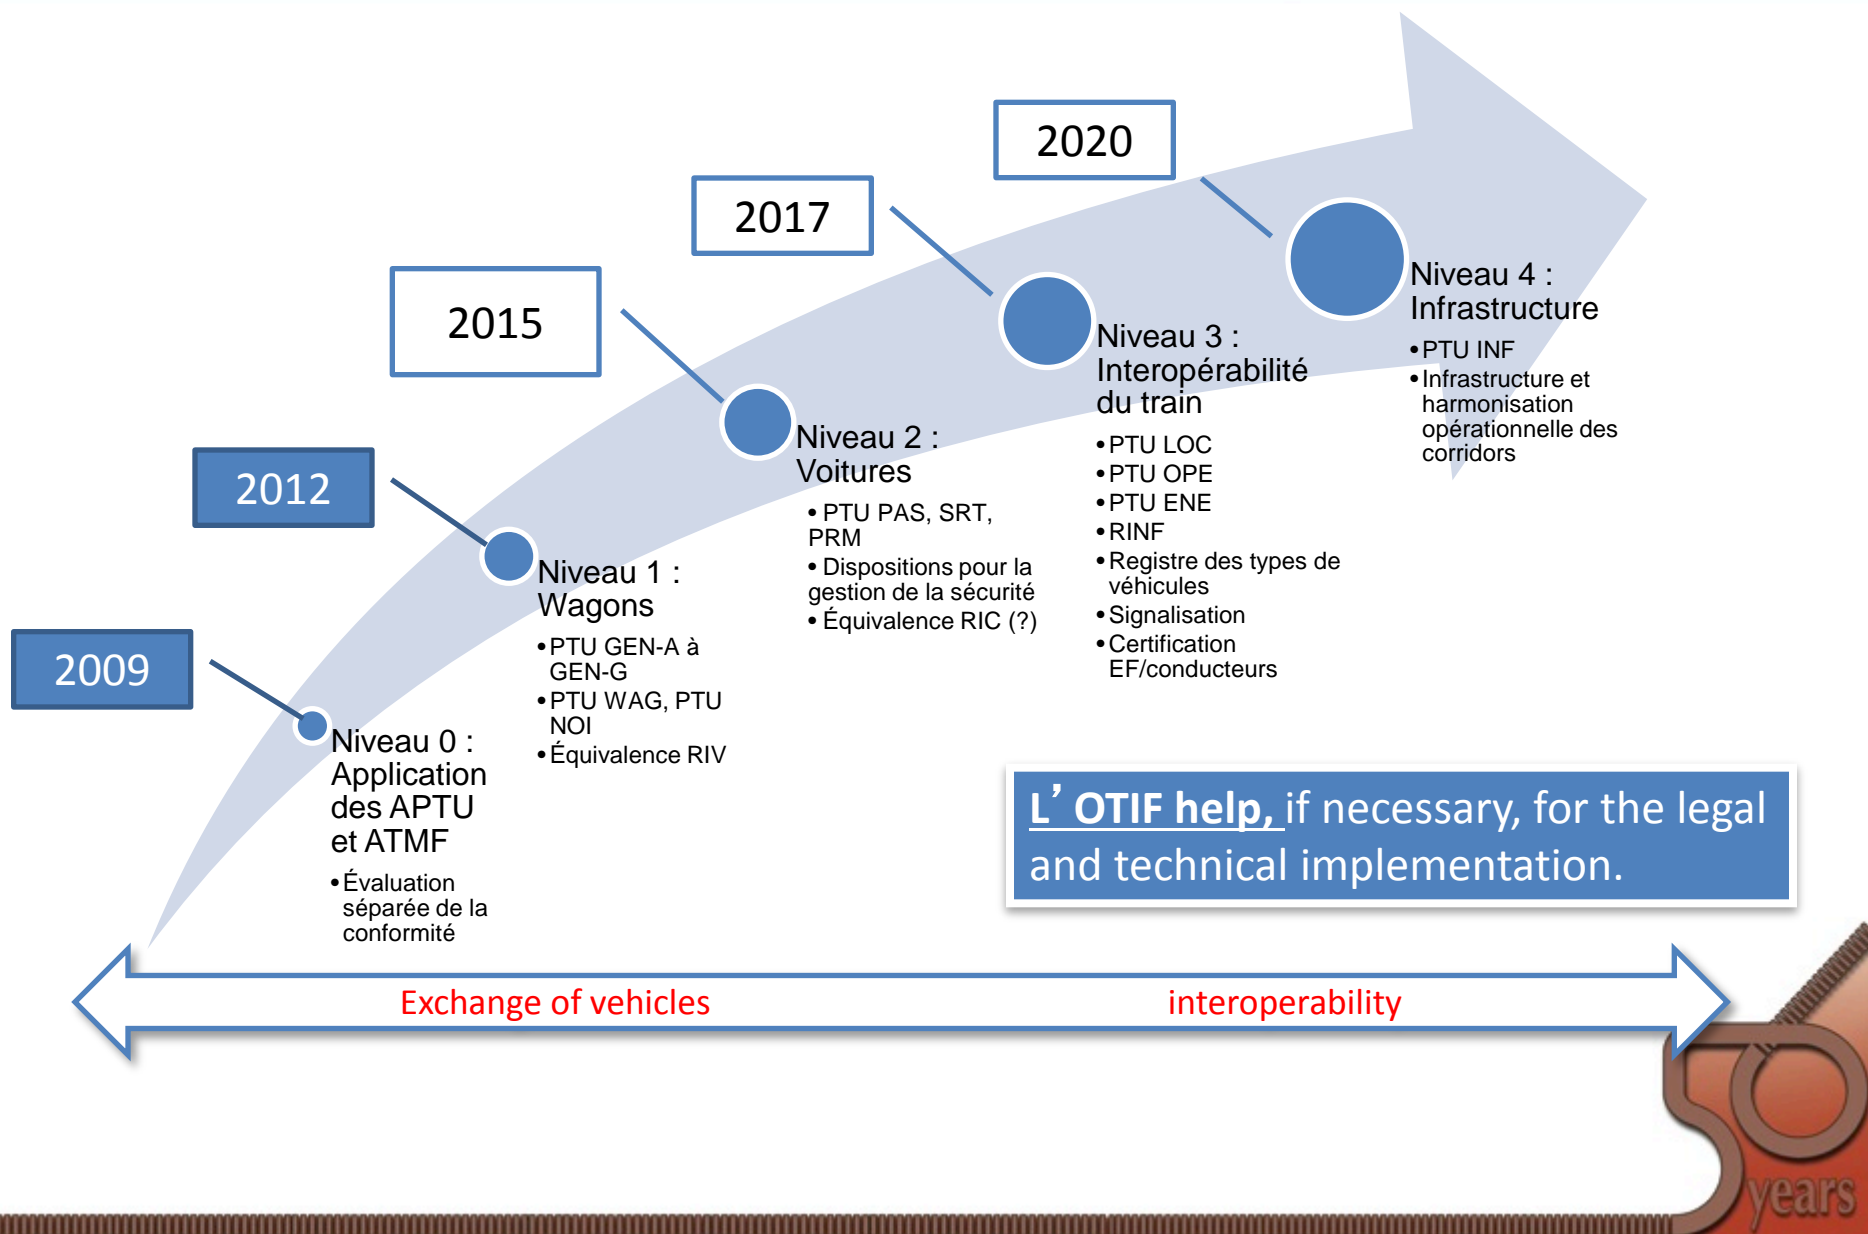 2009
Niveau 0 :
Application
des APTU
et ATMF
•Évaluation
séparée de la
conformité
2012
Niveau 1 :
Wagons
•PTU GEN-A à
GEN-G
•PTU WAG, PTU
NOI
•Équivalence RIV
2015
Niveau 2 :
Voitures
• PTU PAS, SRT,
PRM
• Dispositions pour la
gestion de la sécurité
• Équivalence RIC (?)
2017
Niveau 3 :
Interopérabilité
du train
•PTU LOC
•PTU OPE
•PTU ENE
•RINF
•Registre des types de
véhicules
•Signalisation
•Certification
EF/conducteurs
2020
Niveau 4 :
Infrastructure
•PTU INF
•Infrastructure et
harmonisation
opérationnelle des
corridors
L’ OTIF help, if necessary, for the legal
and technical implementation.
Exchange of vehicles
interoperability
50
years